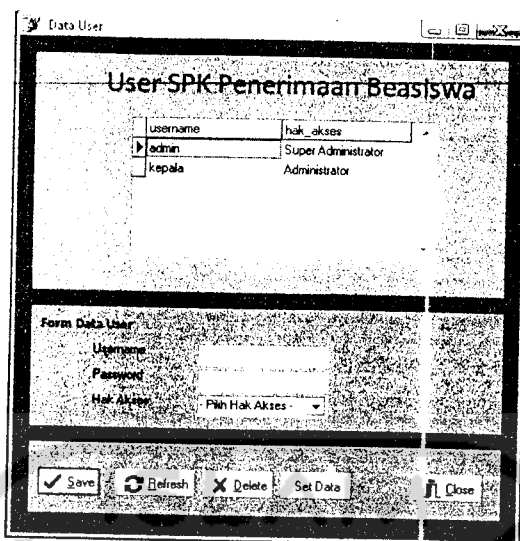 Data User
User SPK Penerimaan Beasiswa
username hak_akses
admin Super Administrator
kepala Administrator
Form Data User
Username
Password
Hak Akses
Pilih Hak Akses -
Save Refresh Delete Set Data Close